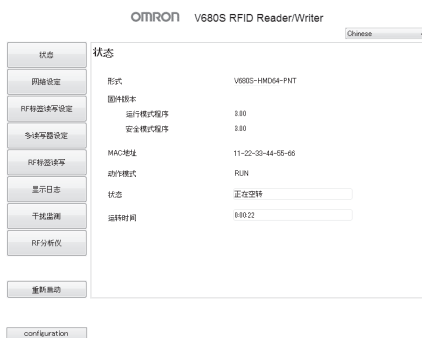 OMRON V680S RFID Reader/Writer
Chinese
状态
网络设定
RF标签读写设定
多读写器设定
RF标签读写
显示日志
干扰监测
RF分析仪
重新启动
configuration
状态
形式 V680S-HMD64-PNT
固件版本
运行模式程序 3.00
安全模式程序 3.00
MAC地址 11-22-33-44-55-66
动作模式 RUN
状态 正在空转
运转时间 0:00:22